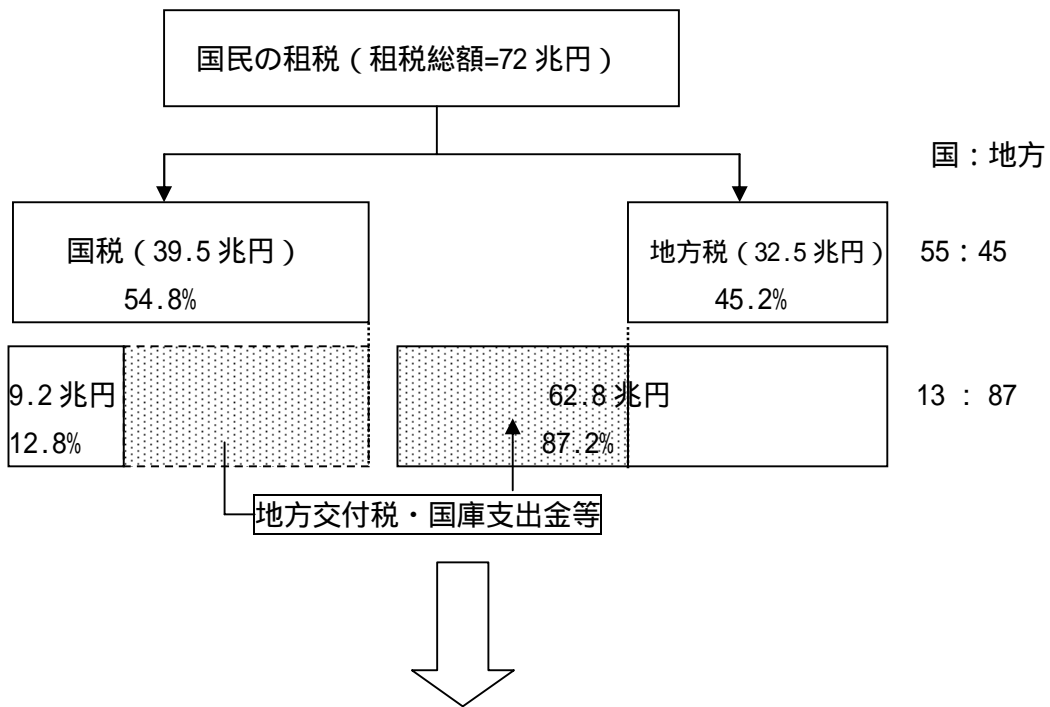 国民の租税（租税総額=72兆円）
国：地方
国税（39.5兆円）
54.8%
地方税（32.5兆円）
45.2%
55：45
9.2兆円
12.8%
62.8兆円
87.2%
13：87
地方交付税・国庫支出金等